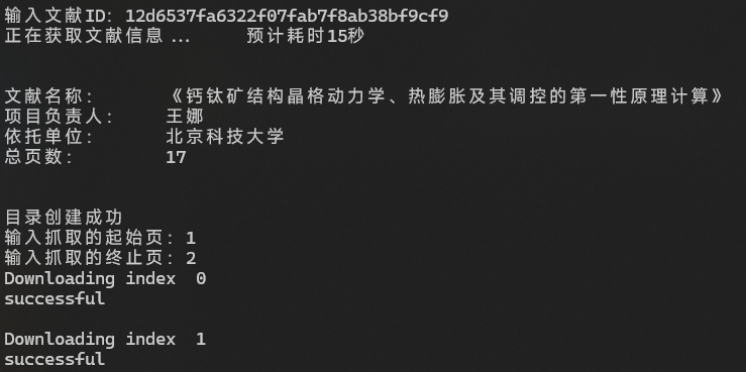 输入文献ID: 12d6537fa6322f07fab7f8ab38bf9cf9
正在获取文献信息 ... 预计耗时15秒
文献名称: 《钙钛矿结构晶格动力学、热膨胀及其调控的第一性原理计算》
项目负责人: 王娜
依托单位: 北京科技大学
总页数: 17
目录创建成功
输入抓取的起始页: 1
输入抓取的终止页: 2
Downloading index 0
successful
Downloading index 1
successful